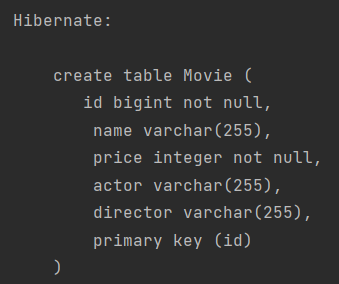 Hibernate:
create table Movie (
id bigint not null,
name varchar(255),
price integer not null,
actor varchar(255),
director varchar(255),
primary key (id)
)